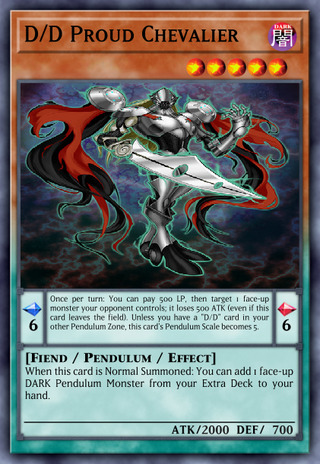 D/D Proud Chevalier
DARK
闇
Once per turn: You can pay 500 LP, then target 1 face-up
monster your opponent controls; it loses 500 ATK (even if this
card leaves the field). Unless you have a "D/D" card in your
other Pendulum Zone, this card's Pendulum Scale becomes 5.
6
6
[Fiend / Pendulum / Effect]
When this card is Normal Summoned: You can add 1 face-up
DARK Pendulum Monster from your Extra Deck to your
hand.
ATK/2000 DEF/ 700